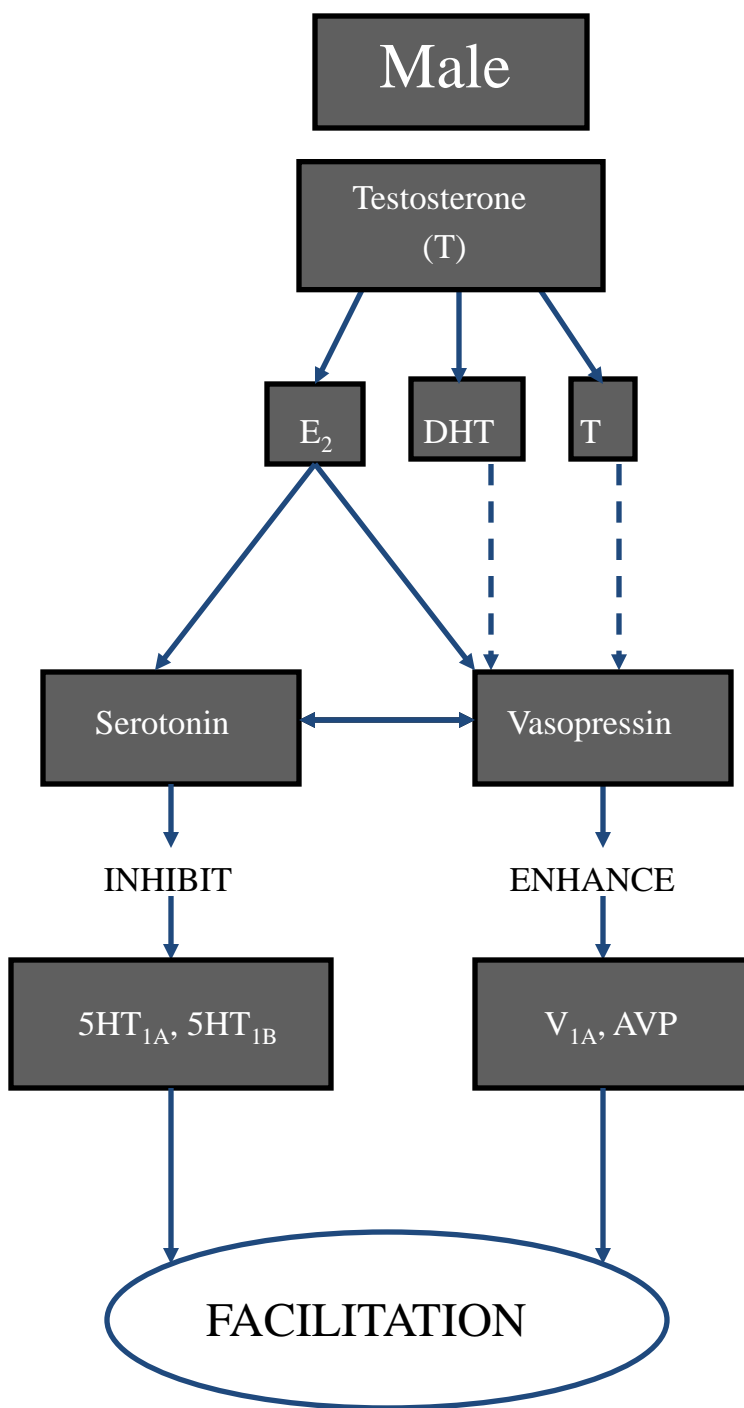 Male
Testosterone
(T)
E₂ DHT T
Serotonin Vasopressin
INHIBIT ENHANCE
5HT₁A, 5HT₁B V₁A, AVP
FACILITATION